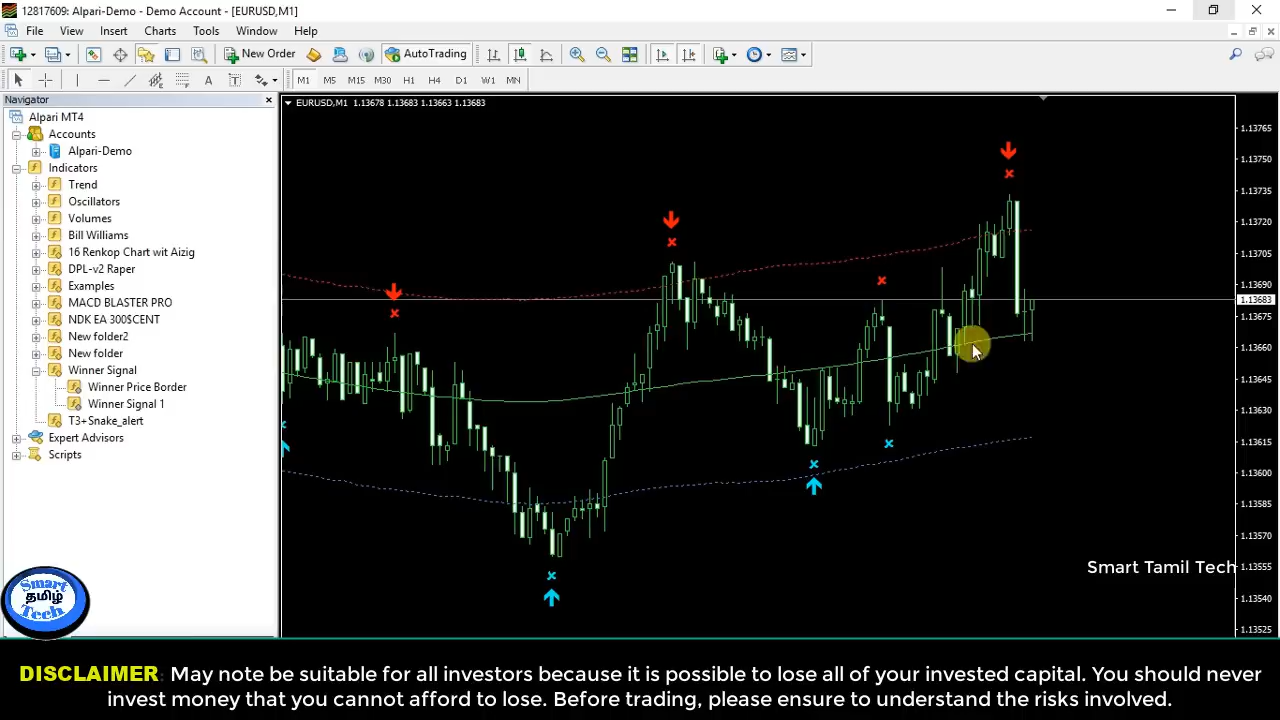 12817609: Alpari-Demo - Demo Account - [EURUSD,M1]
File View Insert Charts Tools Window Help
New Order AutoTrading
A T M1 M5 M15 M30 H1 H4 D1 W1 MN
Navigator
Alpari MT4
Accounts
Alpari-Demo
Indicators
Trend
Oscillators
Volumes
Bill Williams
16 Renkop Chart wit Aizig
DPL-v2 Raper
Examples
MACD BLASTER PRO
NDK EA 300$CENT
New folder2
New folder
Winner Signal
Winner Price Border
Winner Signal 1
T3+Snake_alert
Expert Advisors
Scripts
EURUSD,M1 1.13678 1.13683 1.13663 1.13683
1.13765
1.13750
1.13735
1.13720
1.13705
1.13690
1.13683
1.13675
1.13660
1.13645
1.13630
1.13615
1.13600
1.13585
1.13570
1.13555
1.13540
1.13525
Smart Tamil Tech
Smart
தமிழ்
Tech
DISCLAIMER: May note be suitable for all investors because it is possible to lose all of your invested capital. You should never
invest money that you cannot afford to lose. Before trading, please ensure to understand the risks involved.